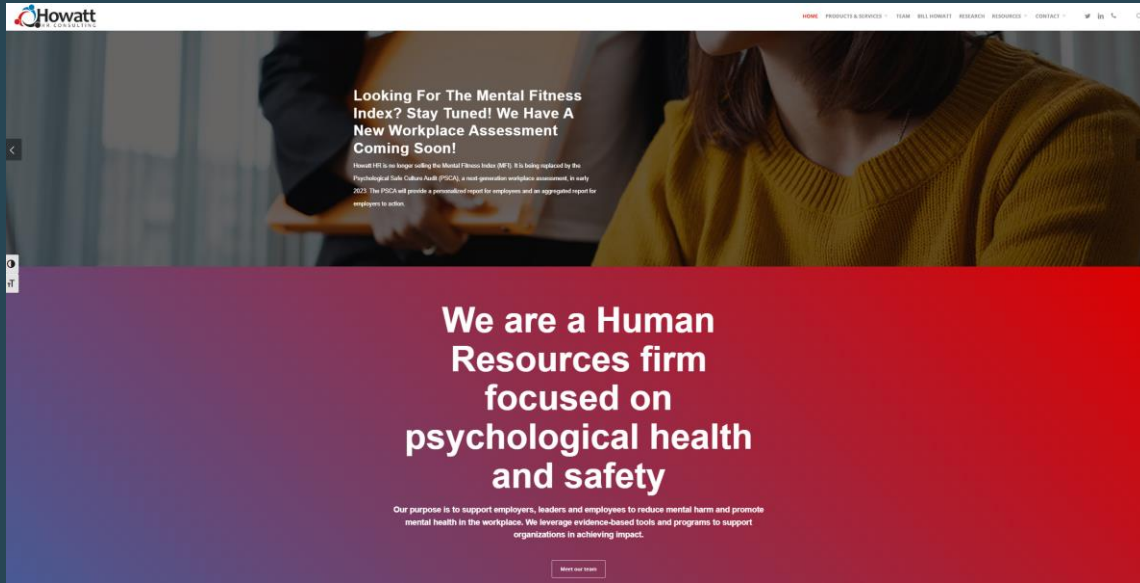 Howatt
HR CONSULTING
HOME PRODUCTS & SERVICES TEAM BILL HOWATT RESEARCH RESOURCES CONTACT
Looking For The Mental Fitness
Index? Stay Tuned! We Have A
New Workplace Assessment
Coming Soon!
Howatt HR is no longer selling the Mental Fitness Index (MFI). It is being replaced by the
Psychological Safe Culture Audit (PSCA), a next-generation workplace assessment, in early
2023. The PSCA will provide a personalized report for employees and an aggregated report for
employers to action.
We are a Human
Resources firm
focused on
psychological health
and safety
Our purpose is to support employers, leaders and employees to reduce mental harm and promote
mental health in the workplace. We leverage evidence-based tools and programs to support
organizations in achieving impact.
Meet our team